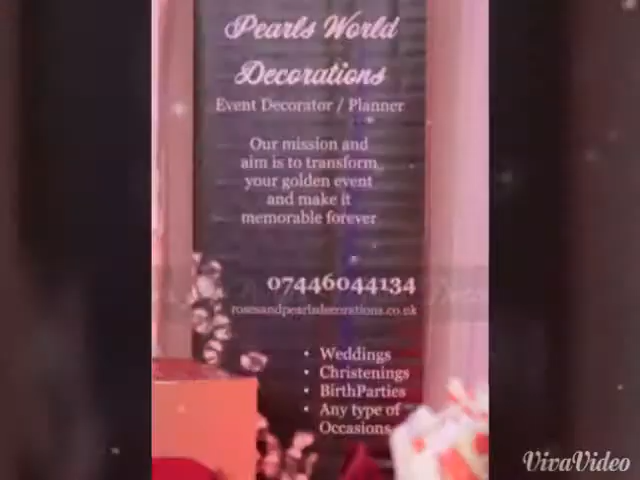 Pearls World
Decorations
Event Decorator / Planner
Our mission and
aim is to transform
your golden event
and make it
memorable forever
07446044134
rosesandpearlsdecorations.co.uk
• Weddings
• Christenings
• BirthParties
• Any type of
Occasions
VivaVideo